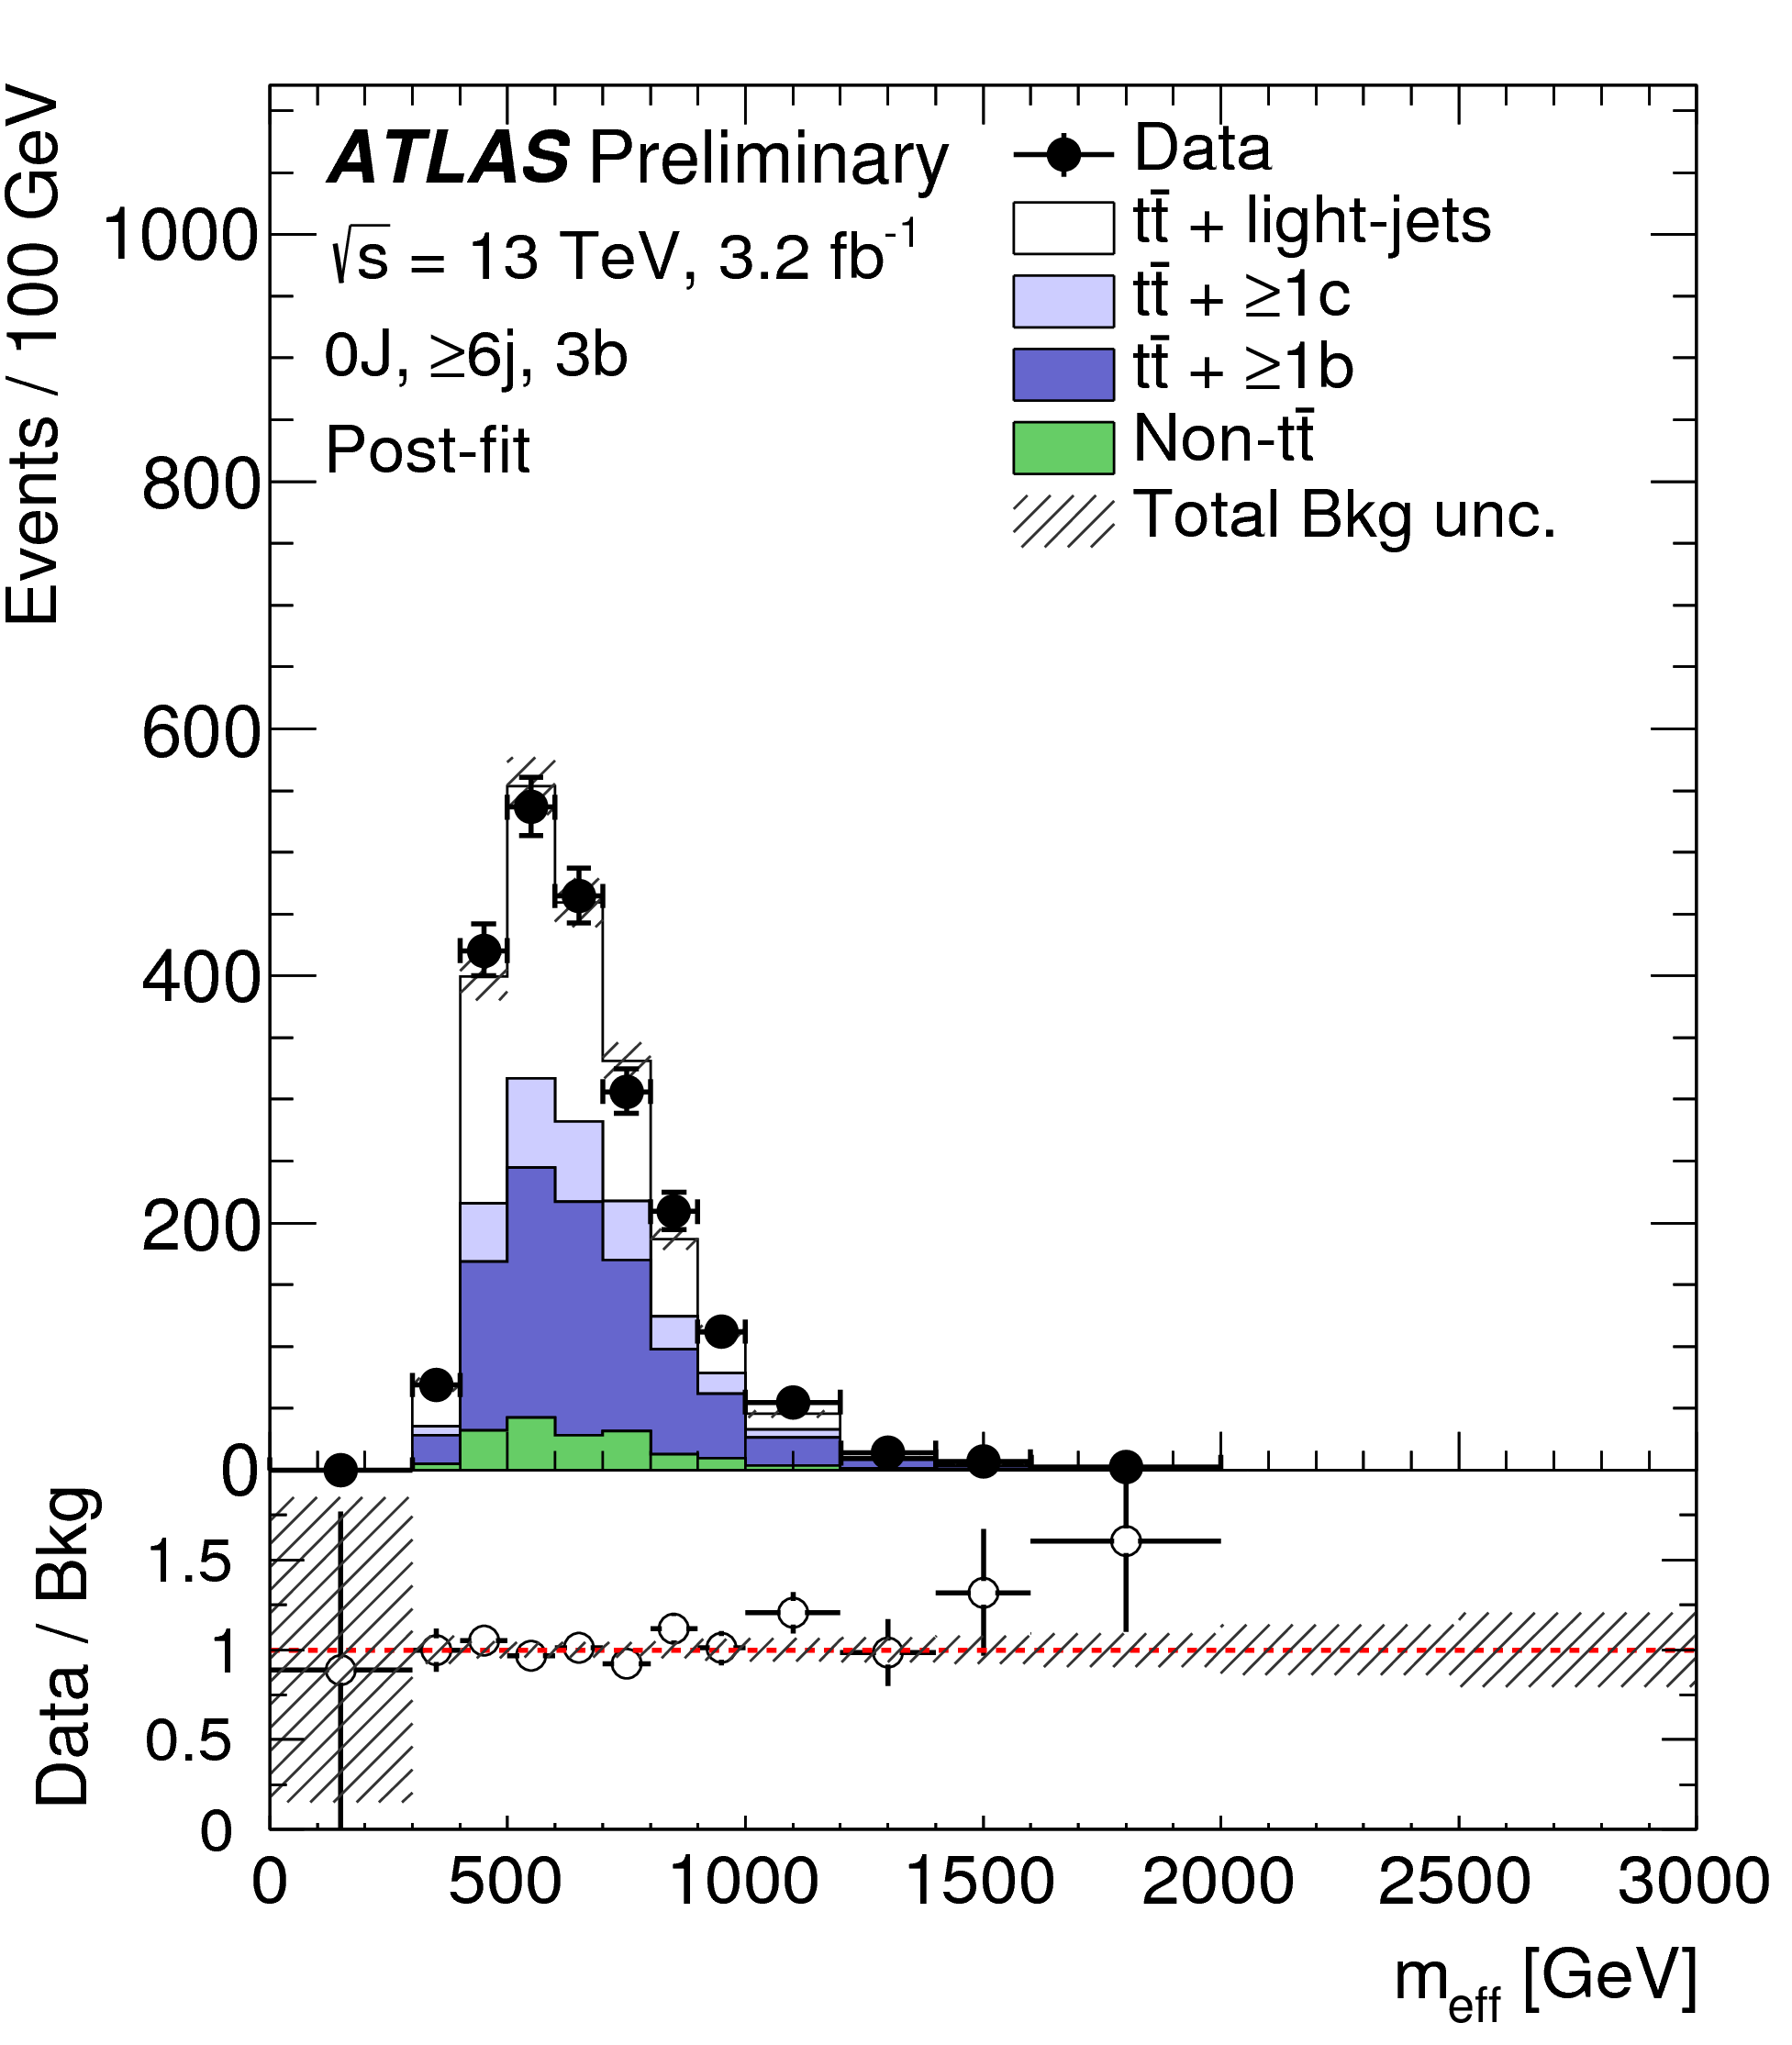 Events / 100 GeV
1000
800
600
400
200
0
ATLAS Preliminary
√s = 13 TeV, 3.2 fb⁻¹
0J, ≥6j, 3b
Post-fit
Data
tt̄ + light-jets
tt̄ + ≥1c
tt̄ + ≥1b
Non-tt̄
Total Bkg unc.
Data / Bkg
1.5
1
0.5
0
0 500 1000 1500 2000 2500 3000
m_eff [GeV]